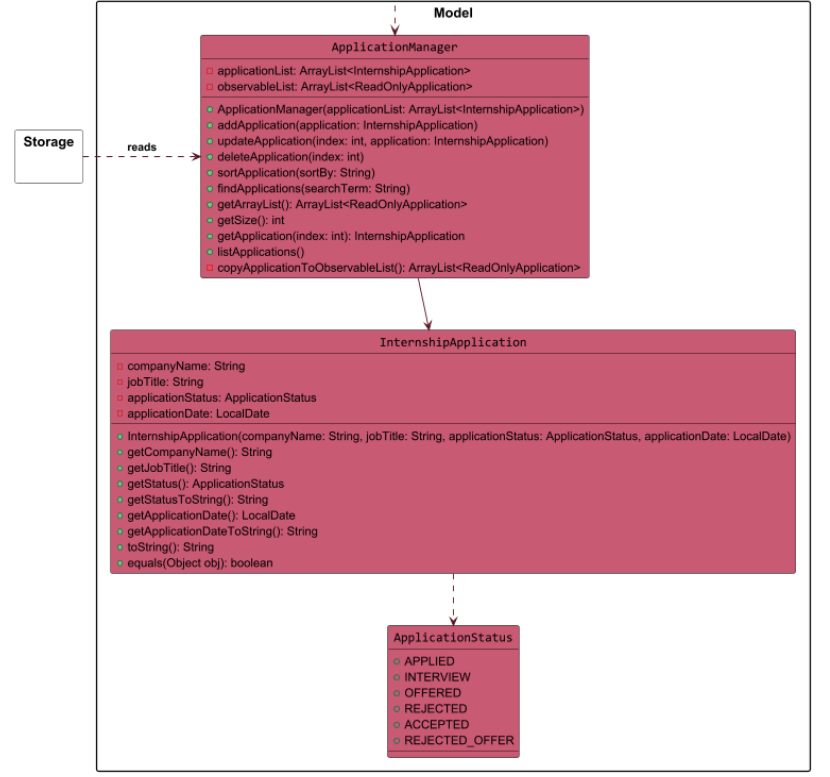 Model
ApplicationManager
applicationList: ArrayList<InternshipApplication>
observableList: ArrayList<ReadOnlyApplication>
ApplicationManager(applicationList: ArrayList<InternshipApplication>)
addApplication(application: InternshipApplication)
updateApplication(index: int, application: InternshipApplication)
deleteApplication(index: int)
sortApplication(sortBy: String)
findApplications(searchTerm: String)
getArrayList(): ArrayList<ReadOnlyApplication>
getSize(): int
getApplication(index: int): InternshipApplication
listApplications()
copyApplicationToObservableList(): ArrayList<ReadOnlyApplication>
Storage
reads
InternshipApplication
companyName: String
jobTitle: String
applicationStatus: ApplicationStatus
applicationDate: LocalDate
InternshipApplication(companyName: String, jobTitle: String, applicationStatus: ApplicationStatus, applicationDate: LocalDate)
getCompanyName(): String
getJobTitle(): String
getStatus(): ApplicationStatus
getStatusToString(): String
getApplicationDate(): LocalDate
getApplicationDateToString(): String
toString(): String
equals(Object obj): boolean
ApplicationStatus
APPLIED
INTERVIEW
OFFERED
REJECTED
ACCEPTED
REJECTED_OFFER